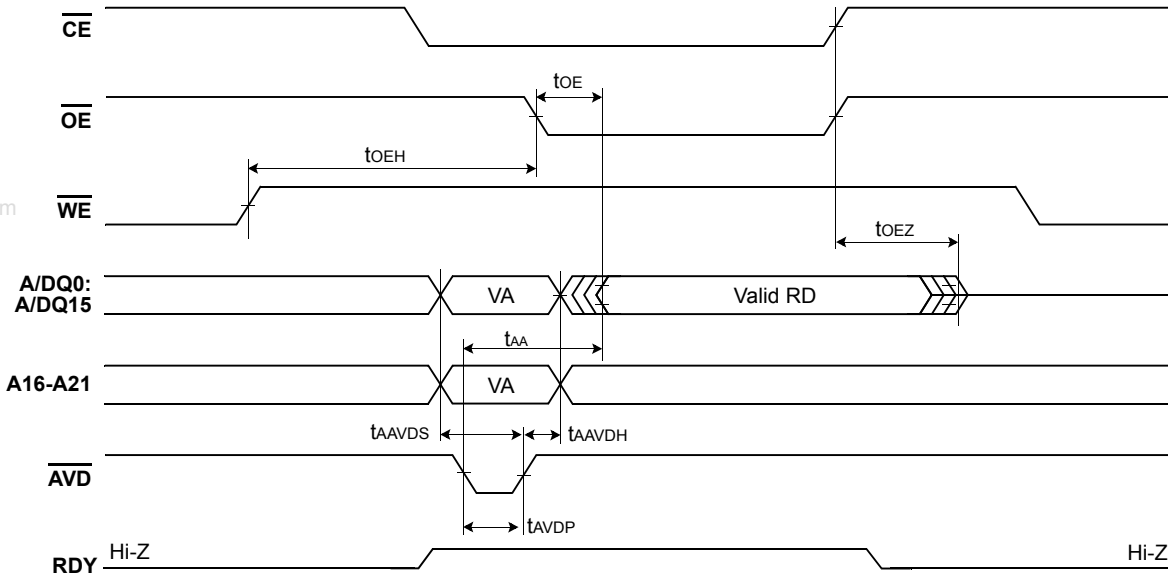 CE
tOE
OE
tOEH
m
WE
tOEZ
A/DQ0:
A/DQ15
VA
Valid RD
tAA
A16-A21
VA
tAAVDS
tAAVDH
AVD
tAVDP
RDY
Hi-Z
Hi-Z